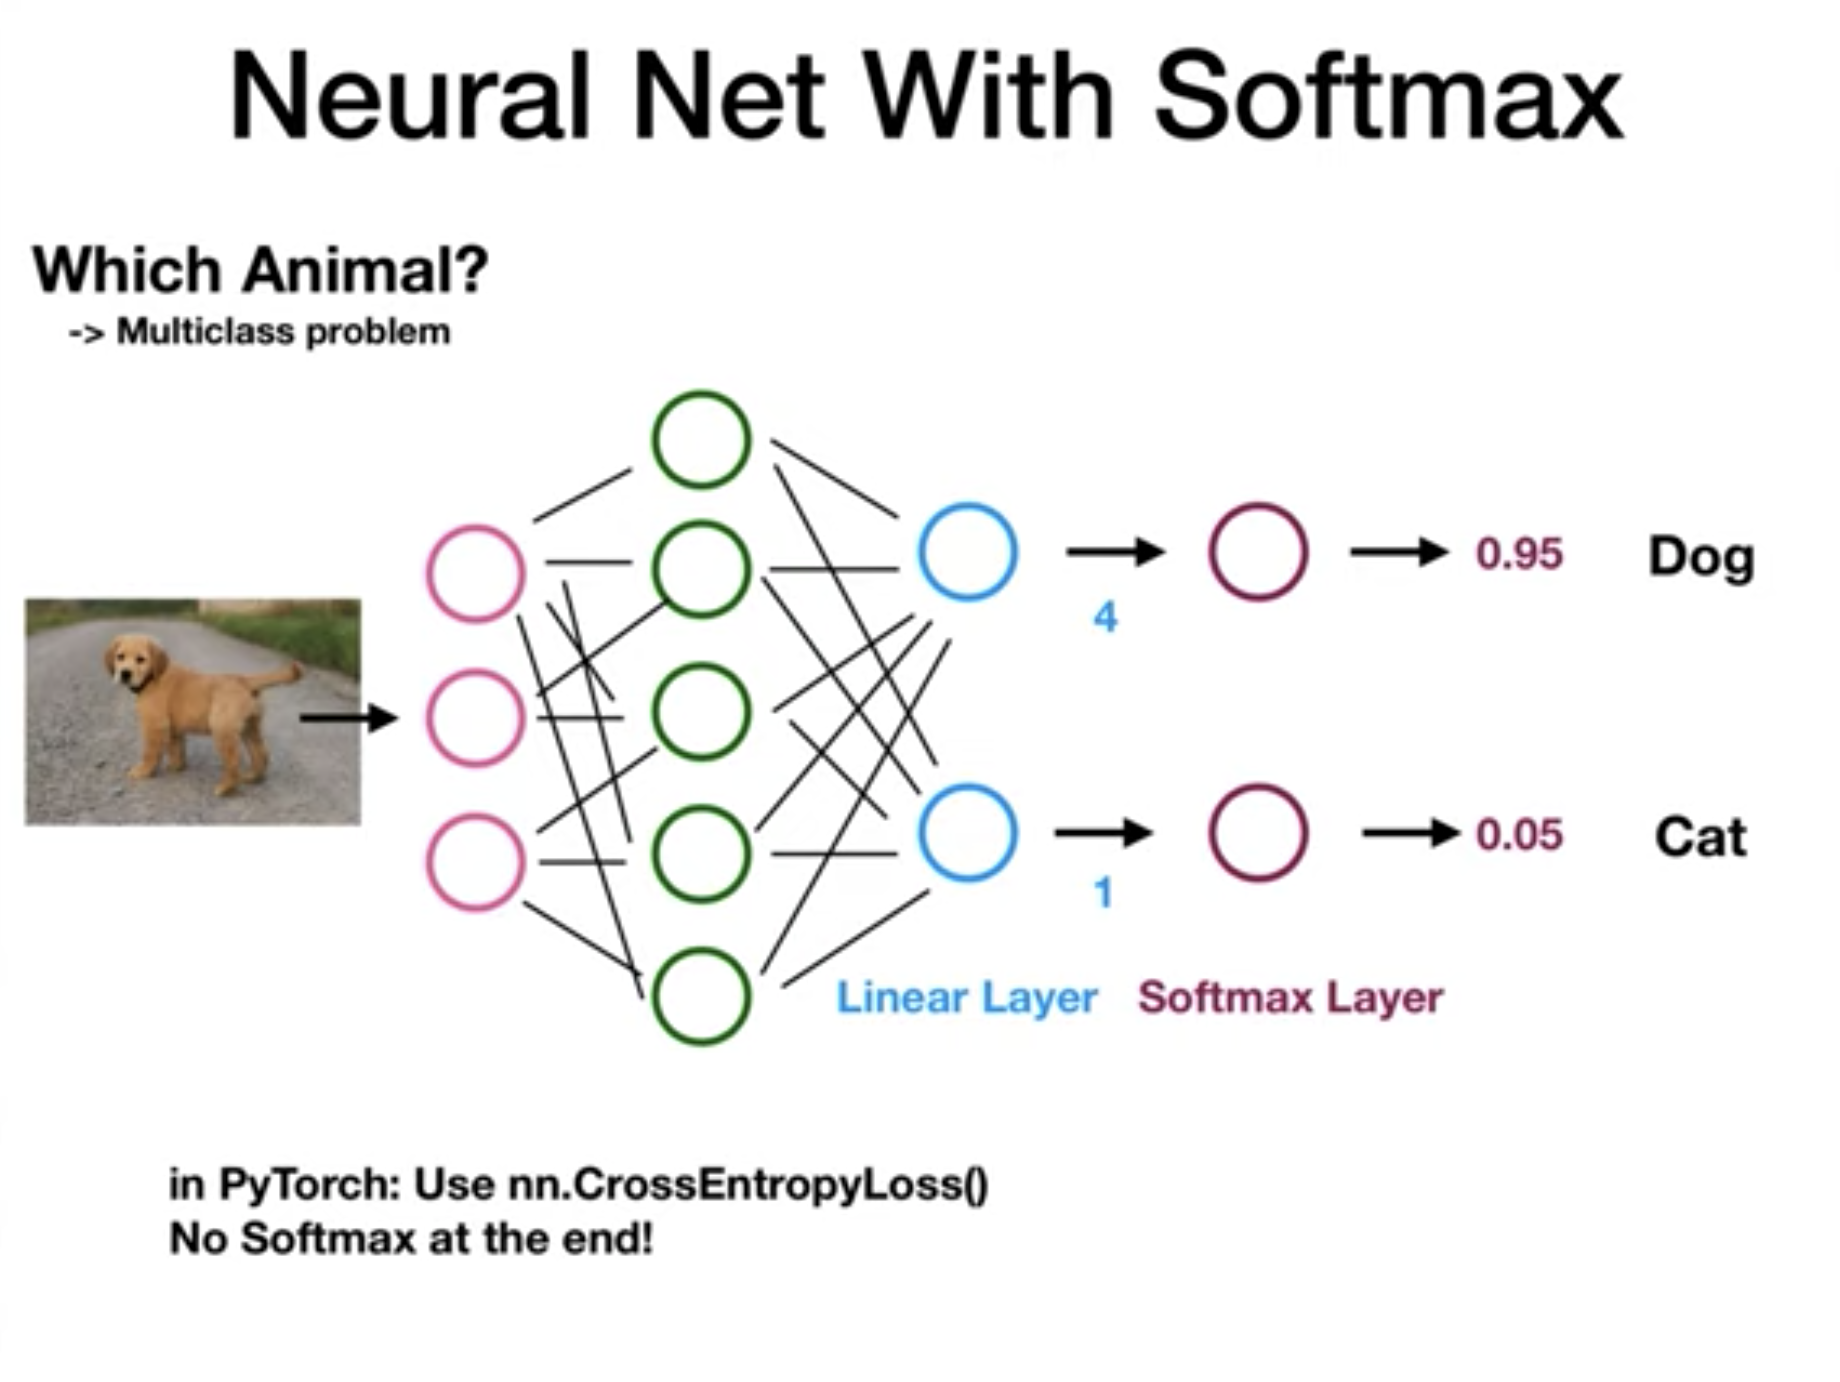 Neural Net With Softmax
Which Animal?
-> Multiclass problem
0.95
Dog
4
0.05
Cat
1
Linear Layer
Softmax Layer
in PyTorch: Use nn.CrossEntropyLoss()
No Softmax at the end!